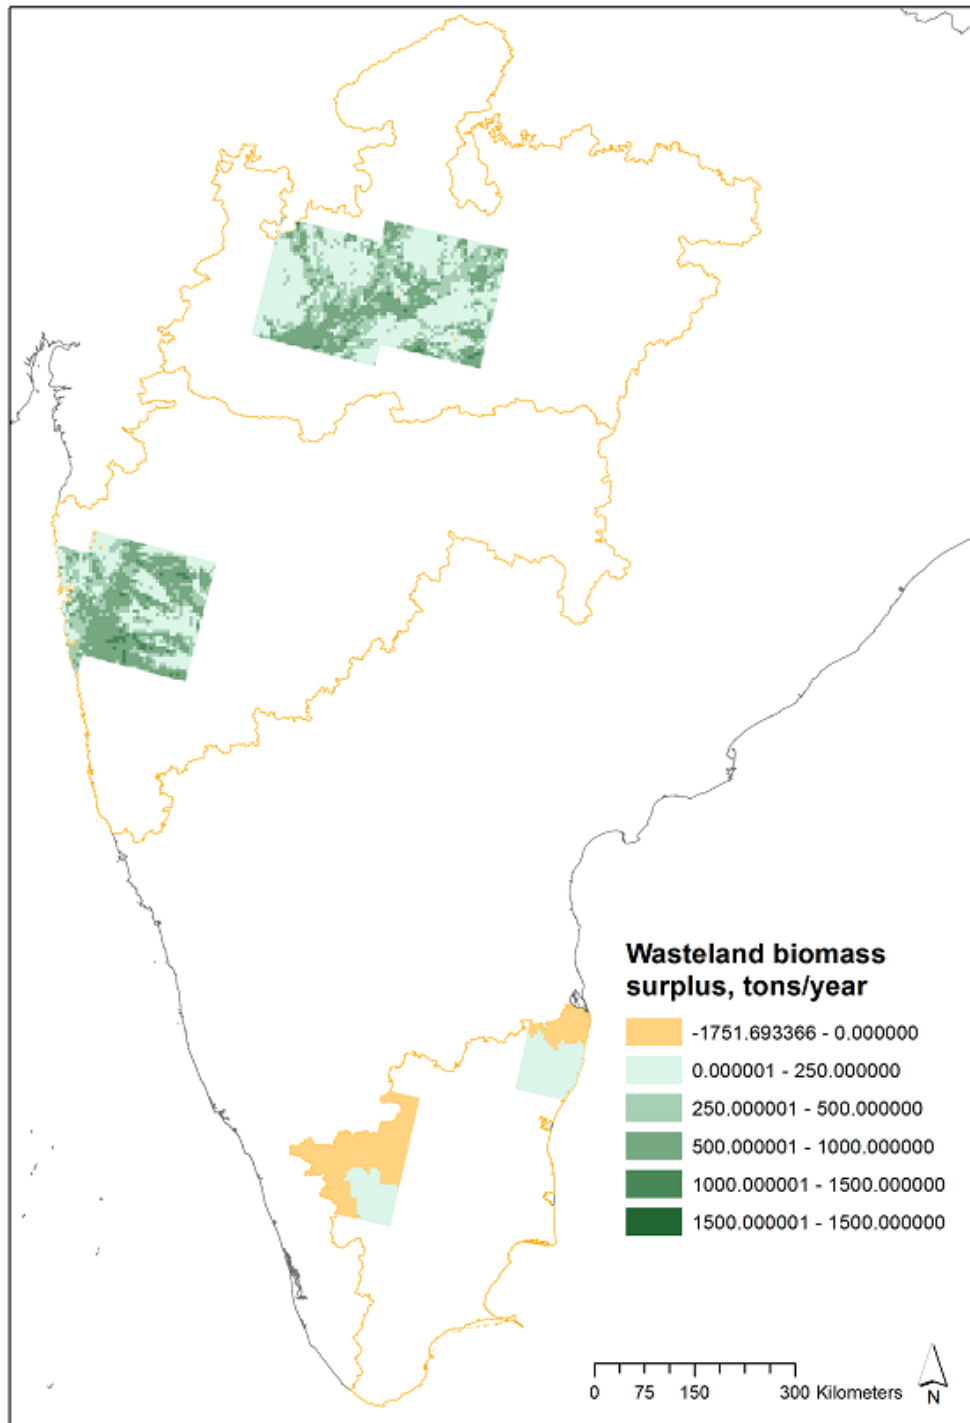 Wasteland biomass
surplus, tons/year
-1751.693366 - 0.000000
0.000001 - 250.000000
250.000001 - 500.000000
500.000001 - 1000.000000
1000.000001 - 1500.000000
1500.000001 - 1500.000000
0 75 150 300 Kilometers
N